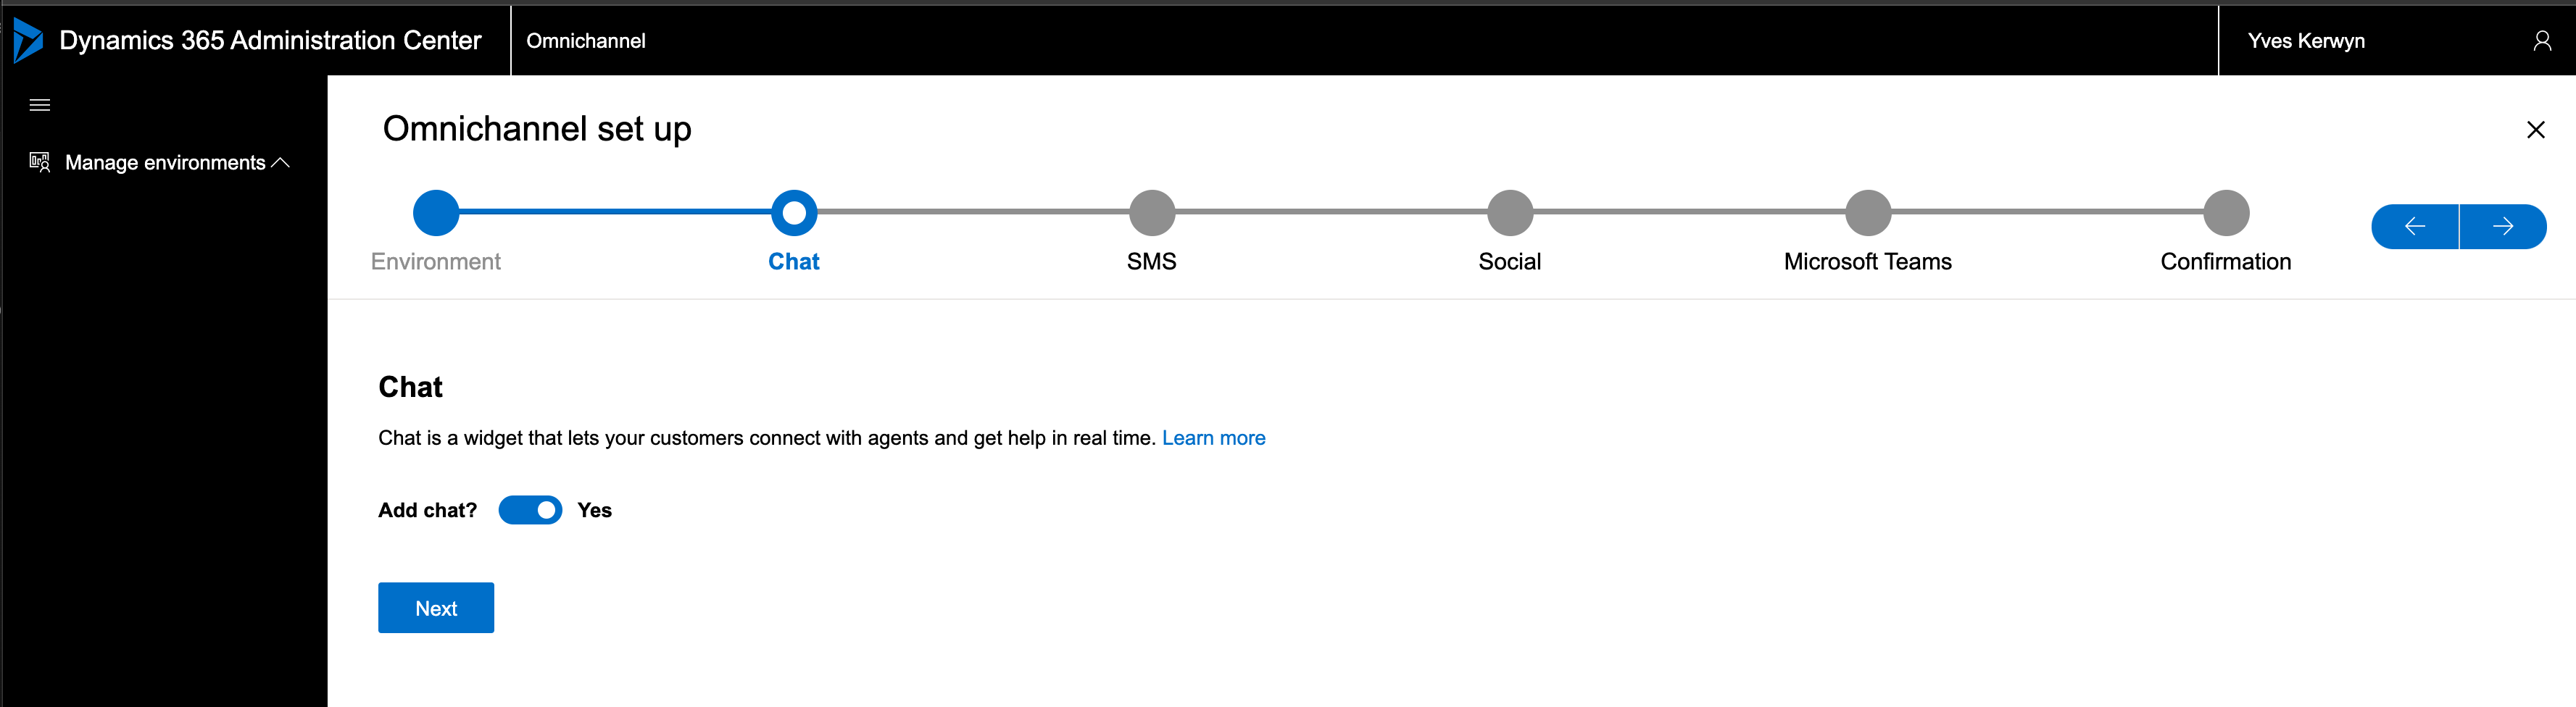 Dynamics 365 Administration Center
Omnichannel
Yves Kerwyn
Manage environments
Omnichannel set up
Environment
Chat
SMS
Social
Microsoft Teams
Confirmation
Chat
Chat is a widget that lets your customers connect with agents and get help in real time. Learn more
Add chat? Yes
Next